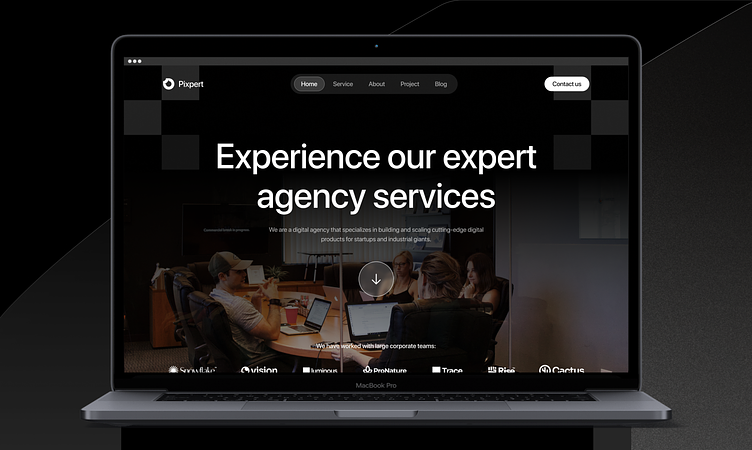 Pixpert
Home
Service
About
Project
Blog
Contact us
Experience our expert
agency services
We are a digital agency that specializes in building and scaling cutting-edge digital
products for startups and industrial giants.
We have worked with large corporate teams:
Snowflake
vision
luminous
ProNature
Trace
Rise
Cactus
MacBook Pro